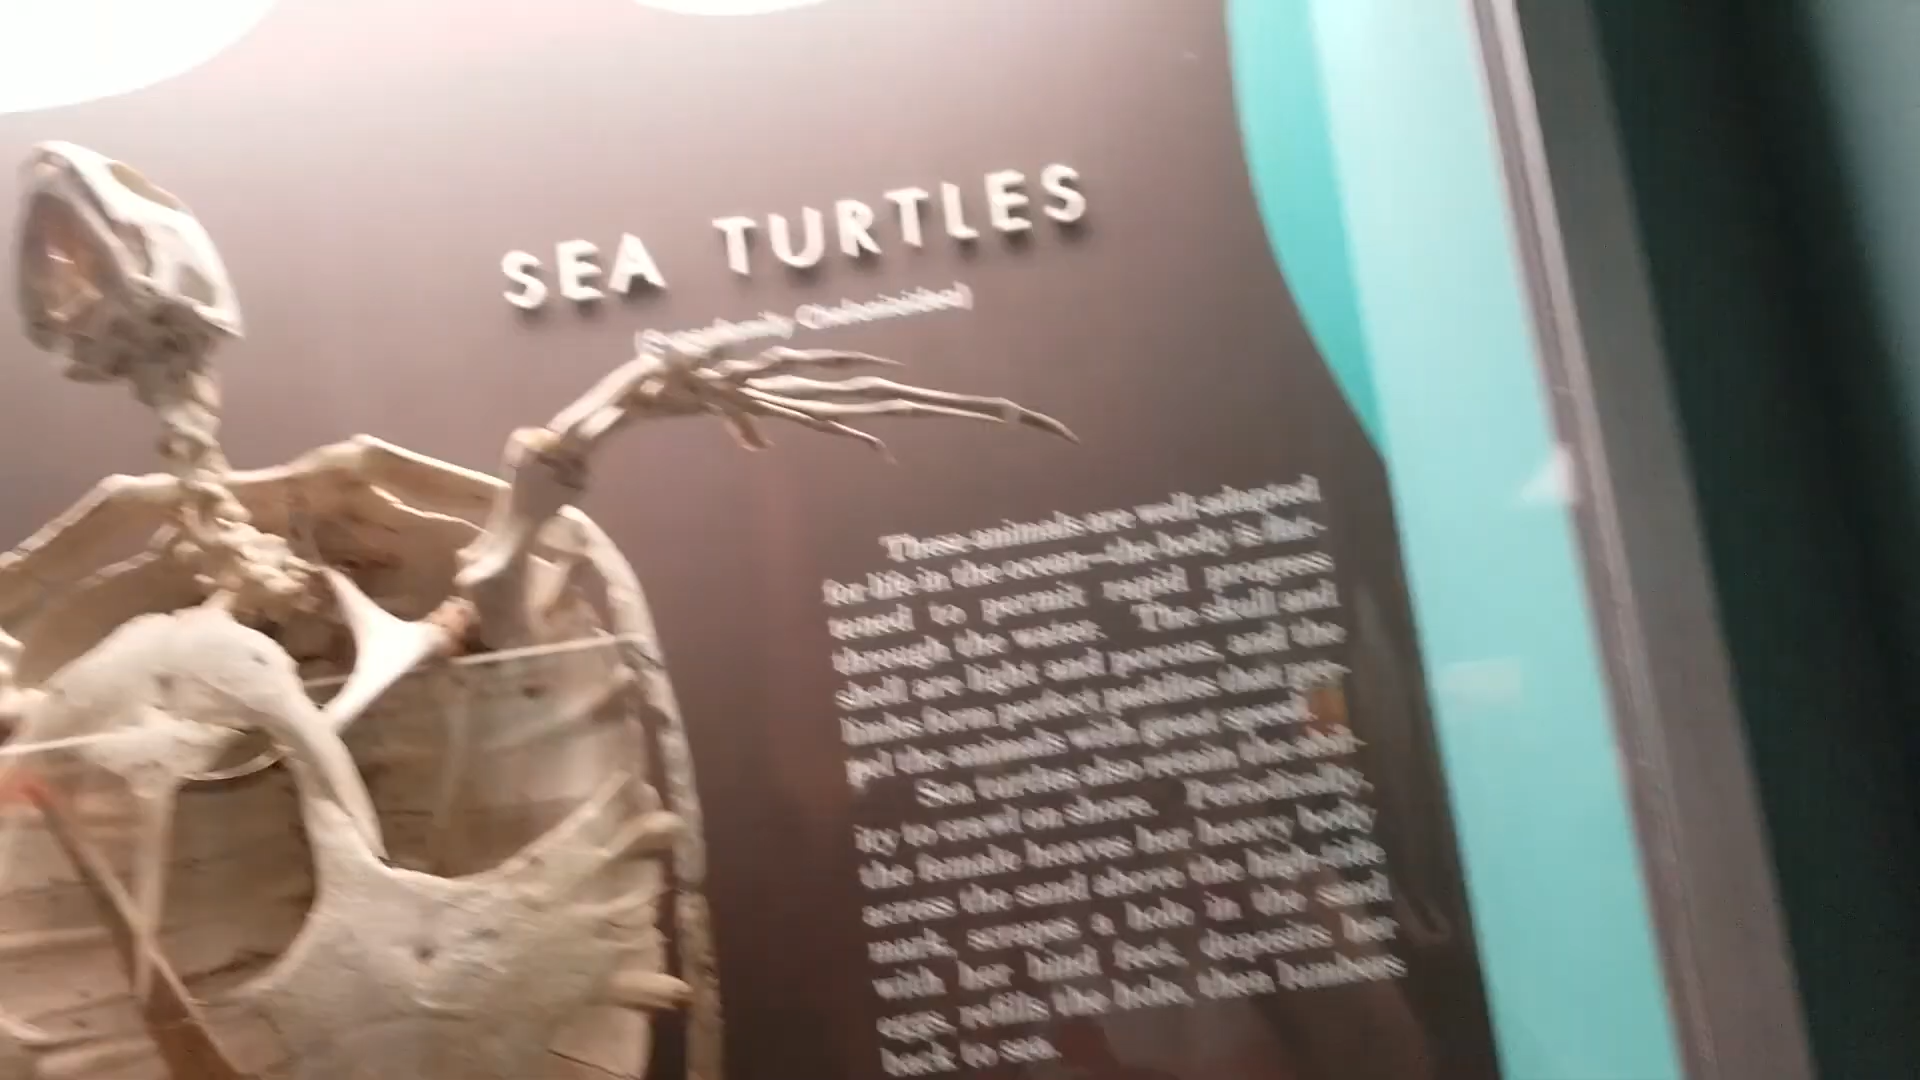 SEA TURTLES
(Superfamily Chelonioidea)
These animals are well-adapted
for life in the ocean—the body is flat-
tened to permit rapid progress
through the water. The skull and
shell are light and porous, and the
limbs form perfect paddles that pro-
pel the animals with great speed.
Sea turtles also retain the abil-
ity to crawl on shore. Periodically,
the female heaves her heavy body
across the sand above the high-tide
mark, scrapes a hole in the sand
with her hind feet, deposits her
eggs, refills the hole, then lumbers
back to sea.